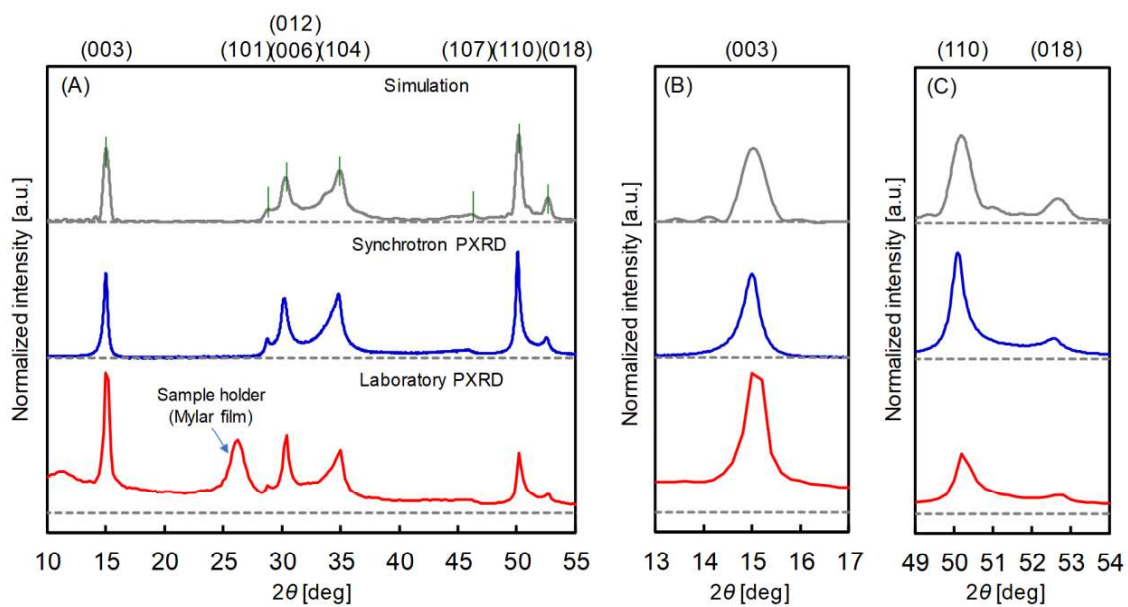 (012)
(003) (101)(006)(104) (107)(110)(018)
(003)
(110) (018)
(A)
Simulation
(B)
(C)
Synchrotron PXRD
Laboratory PXRD
Sample holder
(Mylar film)
Normalized intensity [a.u.]
Normalized intensity [a.u.]
Normalized intensity [a.u.]
10 15 20 25 30 35 40 45 50 55
13 14 15 16 17
49 50 51 52 53 54
2θ [deg]
2θ [deg]
2θ [deg]